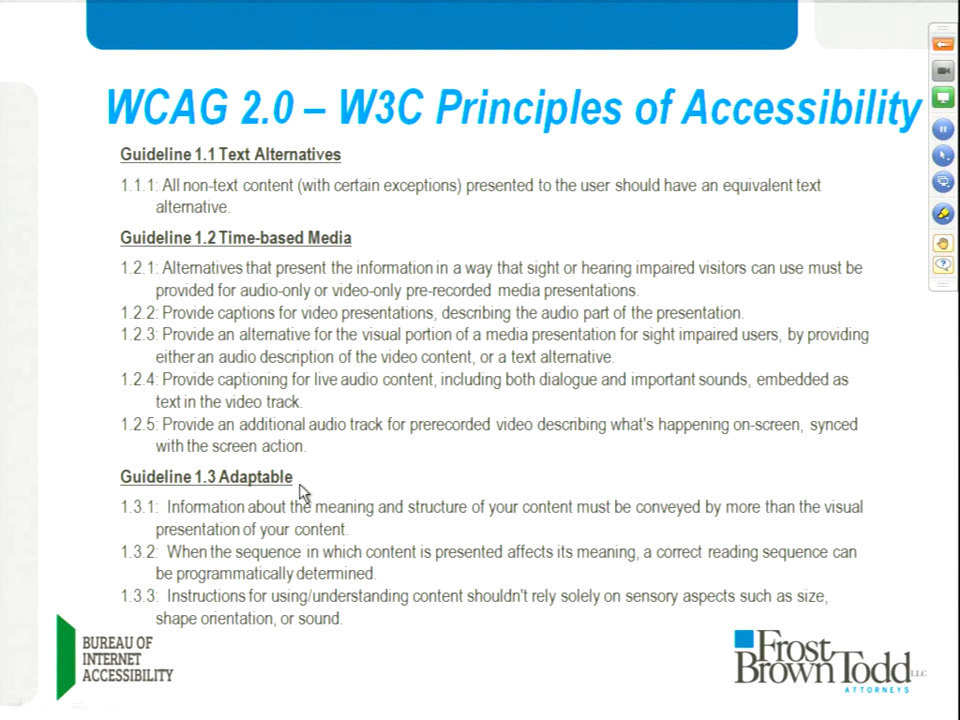 WCAG 2.0 – W3C Principles of Accessibility
Guideline 1.1 Text Alternatives
1.1.1: All non-text content (with certain exceptions) presented to the user should have an equivalent text
alternative.
Guideline 1.2 Time-based Media
1.2.1: Alternatives that present the information in a way that sight or hearing impaired visitors can use must be
provided for audio-only or video-only pre-recorded media presentations.
1.2.2: Provide captions for video presentations, describing the audio part of the presentation.
1.2.3: Provide an alternative for the visual portion of a media presentation for sight impaired users, by providing
either an audio description of the video content, or a text alternative.
1.2.4: Provide captioning for live audio content, including both dialogue and important sounds, embedded as
text in the video track.
1.2.5: Provide an additional audio track for prerecorded video describing what's happening on-screen, synced
with the screen action.
Guideline 1.3 Adaptable
1.3.1: Information about the meaning and structure of your content must be conveyed by more than the visual
presentation of your content.
1.3.2: When the sequence in which content is presented affects its meaning, a correct reading sequence can
be programmatically determined.
1.3.3: Instructions for using/understanding content shouldn't rely solely on sensory aspects such as size,
shape orientation, or sound.
BUREAU OF
INTERNET
ACCESSIBILITY
Frost
Brown Todd LLC
ATTORNEYS